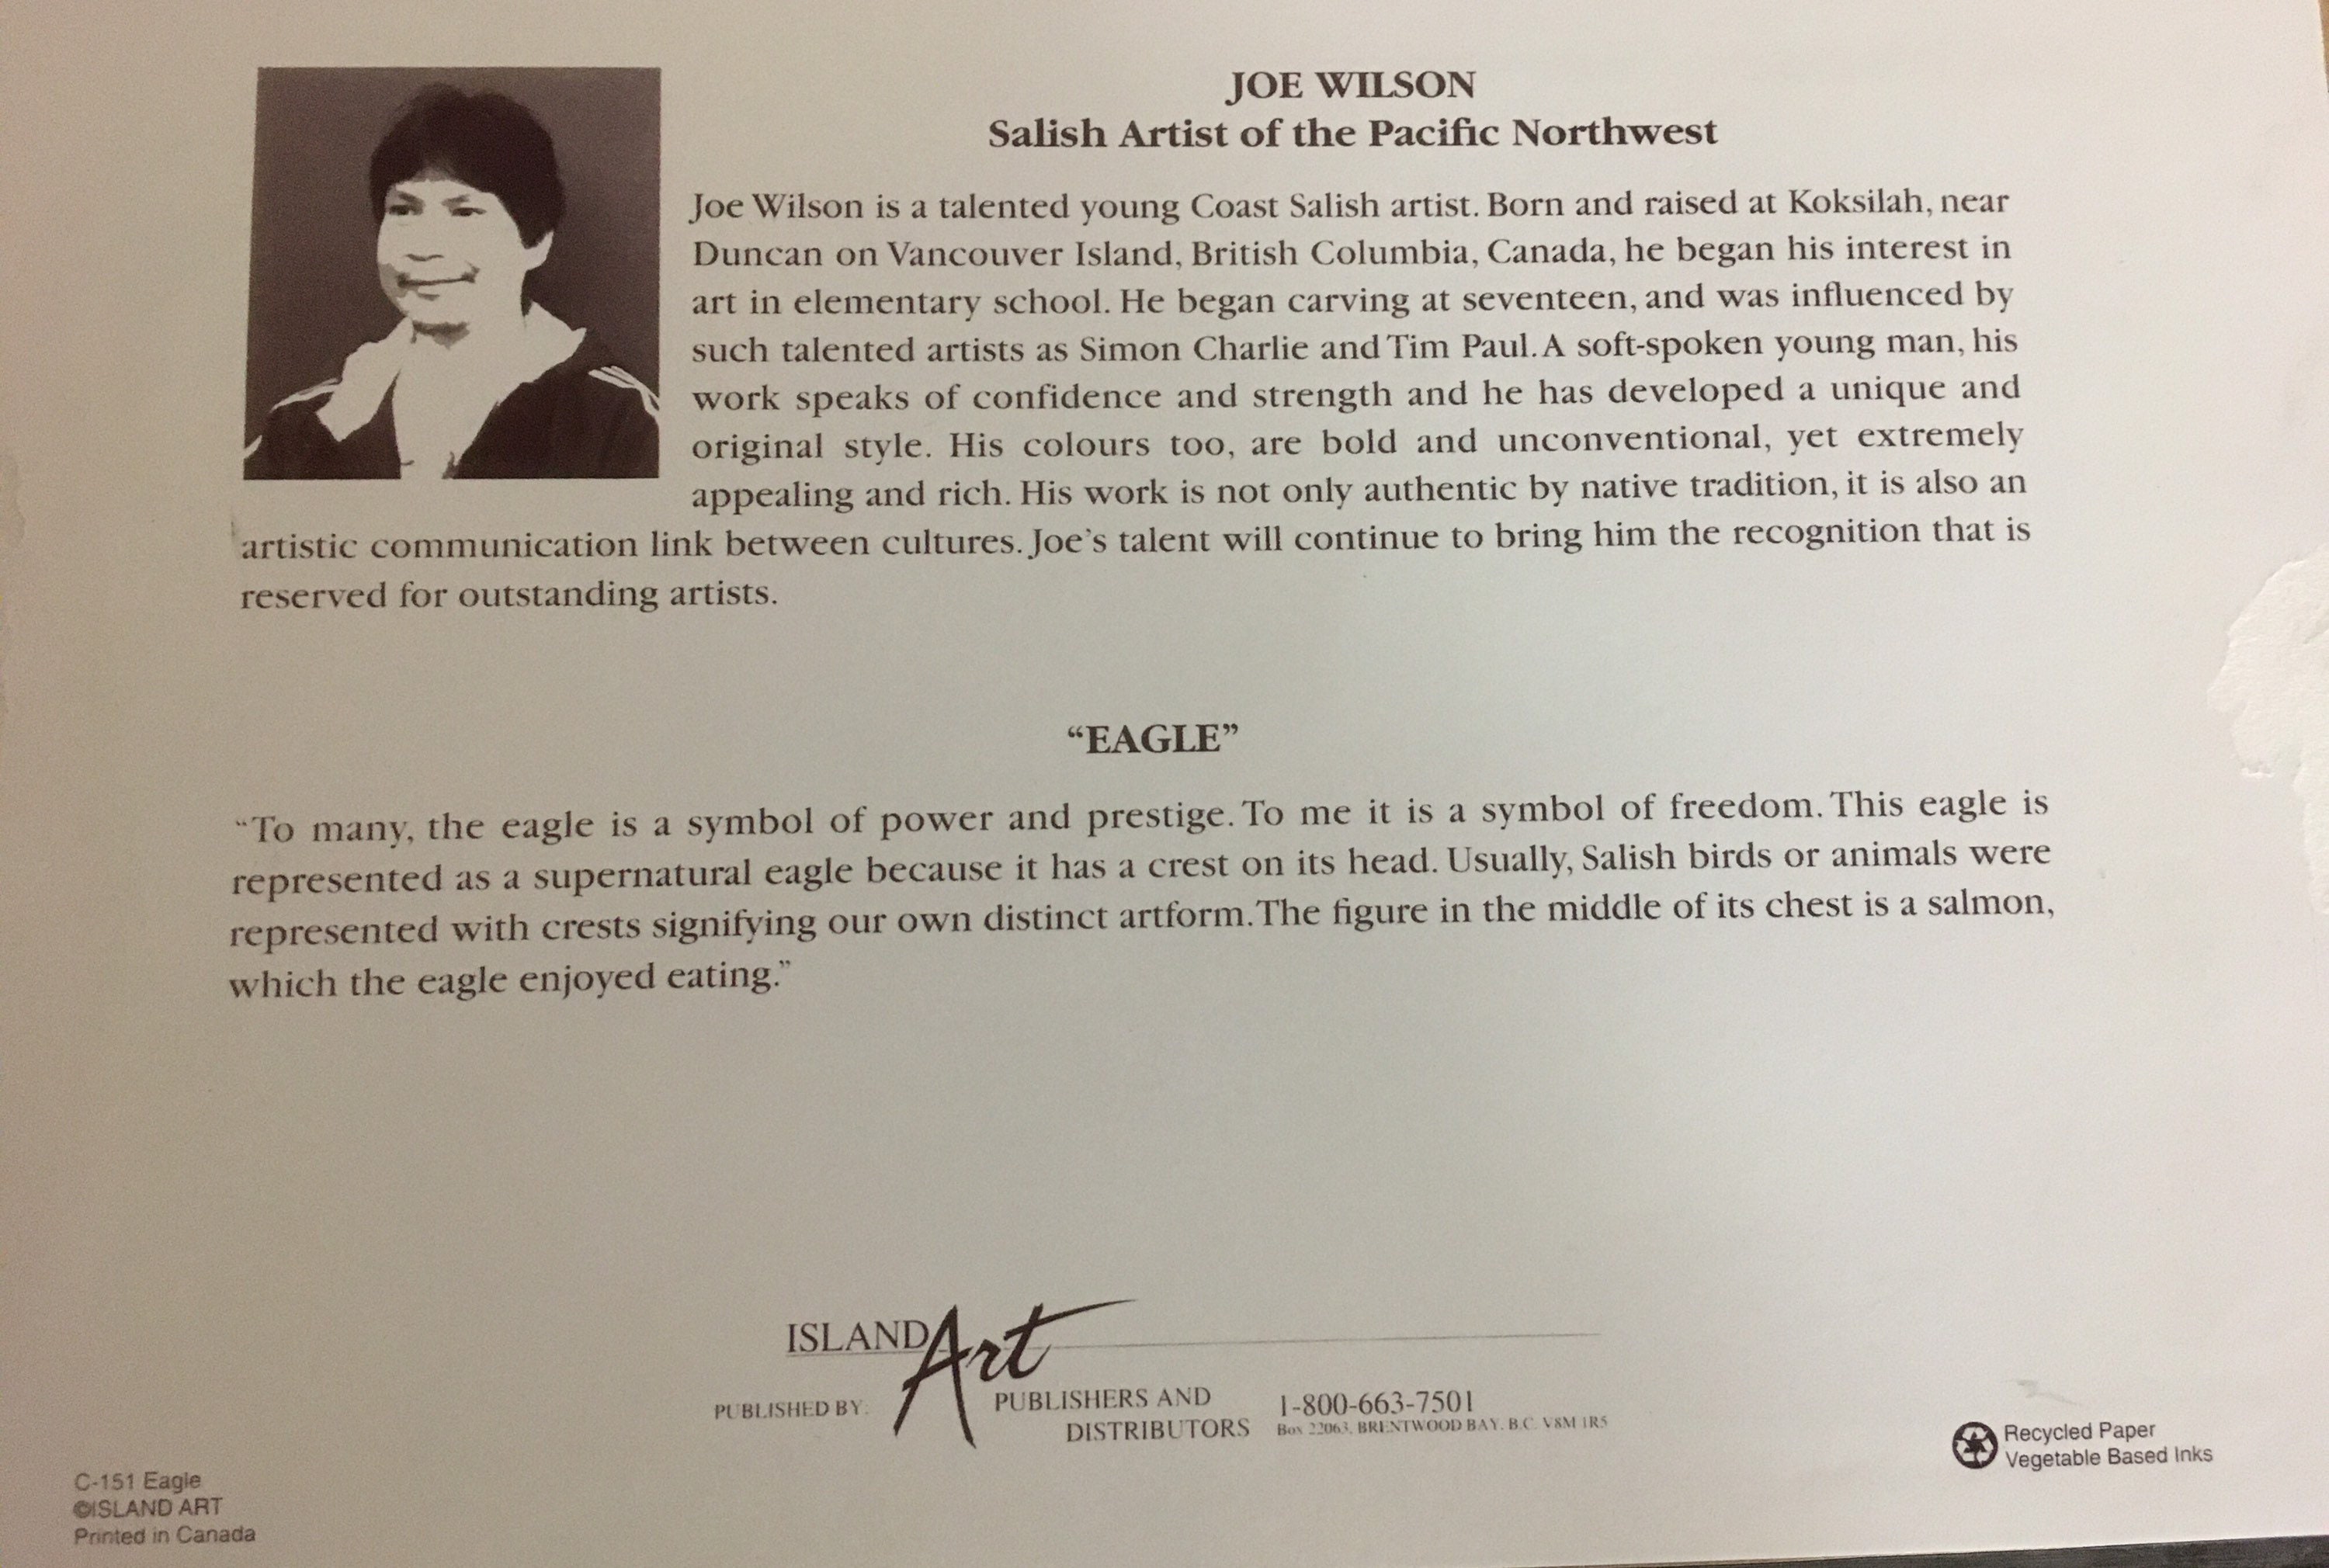 JOE WILSON
Salish Artist of the Pacific Northwest
Joe Wilson is a talented young Coast Salish artist. Born and raised at Koksilah, near
Duncan on Vancouver Island, British Columbia, Canada, he began his interest in
art in elementary school. He began carving at seventeen, and was influenced by
such talented artists as Simon Charlie and Tim Paul. A soft-spoken young man, his
work speaks of confidence and strength and he has developed a unique and
original style. His colours too, are bold and unconventional, yet extremely
appealing and rich. His work is not only authentic by native tradition, it is also an
artistic communication link between cultures. Joe's talent will continue to bring him the recognition that is
reserved for outstanding artists.
“EAGLE”
“To many, the eagle is a symbol of power and prestige. To me it is a symbol of freedom. This eagle is
represented as a supernatural eagle because it has a crest on its head. Usually, Salish birds or animals were
represented with crests signifying our own distinct artform. The figure in the middle of its chest is a salmon,
which the eagle enjoyed eating.”
ISLAND Art
PUBLISHED BY: PUBLISHERS AND 1-800-663-7501
DISTRIBUTORS Box 22063, BRENTWOOD BAY, B.C. V8M 1R5
Recycled Paper
Vegetable Based Inks
C-151 Eagle
©ISLAND ART
Printed in Canada